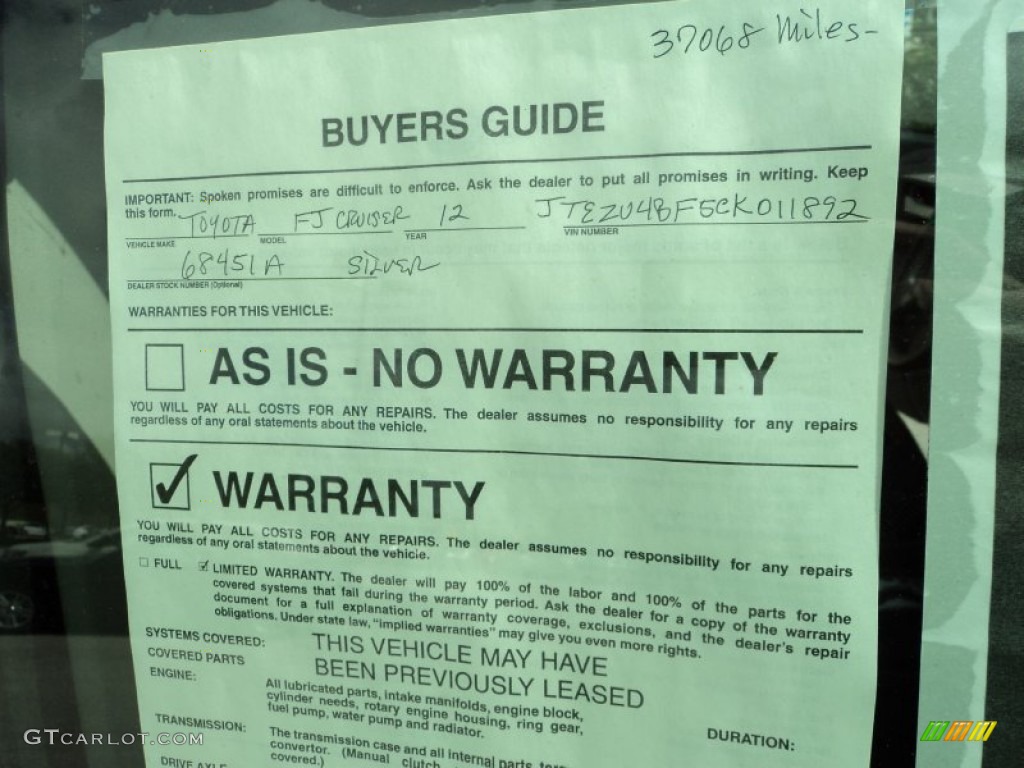 37068 Miles-
BUYERS GUIDE
IMPORTANT: Spoken promises are difficult to enforce. Ask the dealer to put all promises in writing. Keep
this form.
TOYOTA FJ CRUISER 12 JTEZU4BF5CK011892
VEHICLE MAKE MODEL YEAR VIN NUMBER
68451A SILVER
DEALER STOCK NUMBER (Optional)
WARRANTIES FOR THIS VEHICLE:
AS IS - NO WARRANTY
YOU WILL PAY ALL COSTS FOR ANY REPAIRS. The dealer assumes no responsibility for any repairs
regardless of any oral statements about the vehicle.
WARRANTY
YOU WILL PAY ALL COSTS FOR ANY REPAIRS. The dealer assumes no responsibility for any repairs
regardless of any oral statements about the vehicle.
FULL LIMITED WARRANTY. The dealer will pay 100% of the labor and 100% of the parts for the
covered systems that fail during the warranty period. Ask the dealer for a copy of the warranty
document for a full explanation of warranty coverage, exclusions, and the dealer's repair
obligations. Under state law, "implied warranties" may give you even more rights.
SYSTEMS COVERED:
THIS VEHICLE MAY HAVE
BEEN PREVIOUSLY LEASED
COVERED PARTS
ENGINE:
All lubricated parts, intake manifolds, engine block,
cylinder needs, rotary engine housing, ring gear,
fuel pump, water pump and radiator.
DURATION:
TRANSMISSION:
The transmission case and all internal parts, torq
convertor. (Manual clutch
covered.)
DRIVE AXLE
GTCARLOT.COM